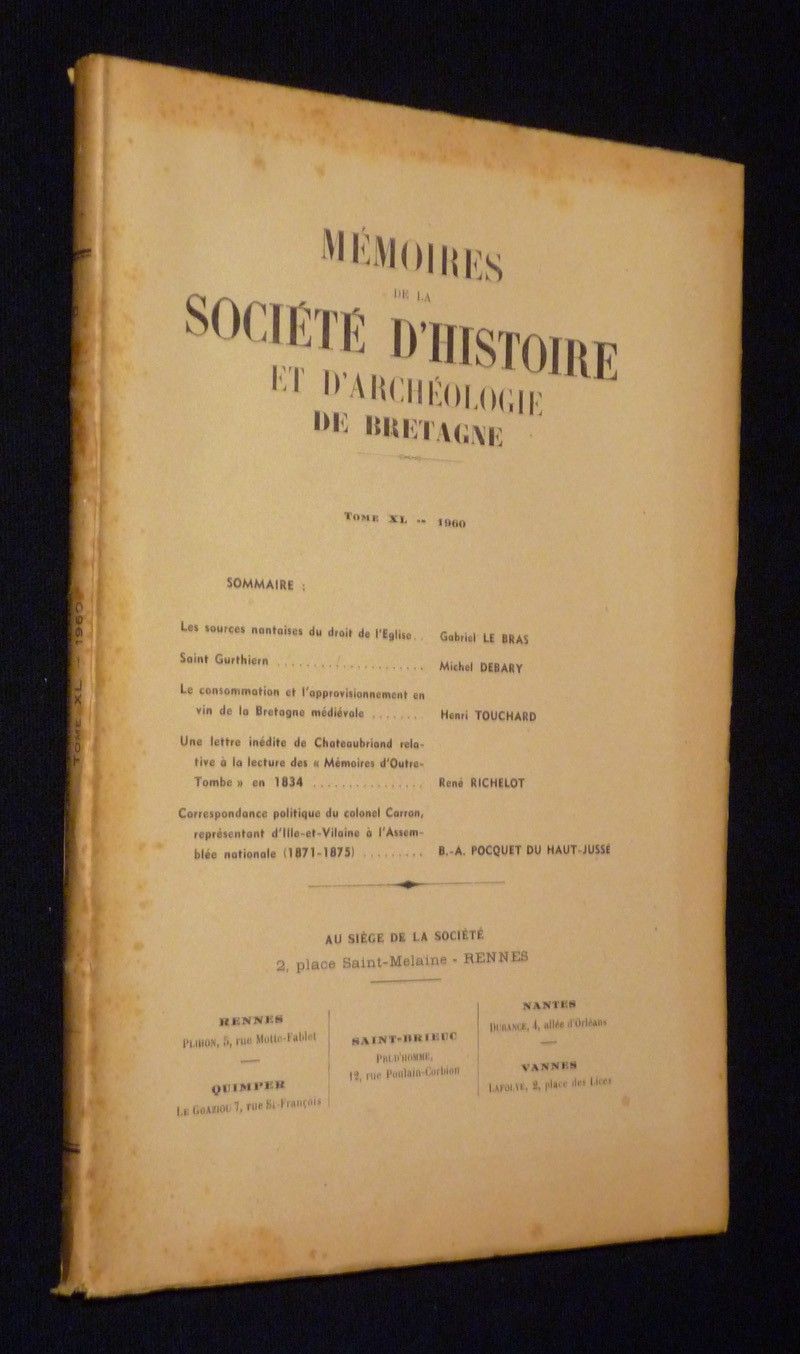 MÉMOIRES
DE LA
SOCIÉTÉ D'HISTOIRE
ET D'ARCHÉOLOGIE
DE BRETAGNE
TOME XL -- 1960
SOMMAIRE :
Les sources nantaises du droit de l'Eglise .. Gabriel LE BRAS
Saint Gurthiern .................... Michel DEBARY
Le consommation et l'approvisionnement en
vin de la Bretagne médiévale ........ Henri TOUCHARD
Une lettre inédite de Chateaubriand rela-
tive à la lecture des « Mémoires d'Outre-
Tombe » en 1834 ................ René RICHELOT
Correspondance politique du colonel Carron,
représentant d'Ille-et-Vilaine à l'Assem-
blée nationale (1871-1875) ......... B.-A. POCQUET DU HAUT-JUSSÉ
AU SIÈGE DE LA SOCIÉTÉ
2, place Saint-Melaine - RENNES
RENNES
PLIHON, 5, rue Motte-Fablet
QUIMPER
LE GOAZIOU 7, rue St-François
SAINT-BRIEUC
PRUD'HOMME,
12, rue Poulain-Corbion
NANTES
DURANCE, 4, allée d'Orléans
VANNES
LAFOLYE, 2, place des Lices
TOME XL - 1960